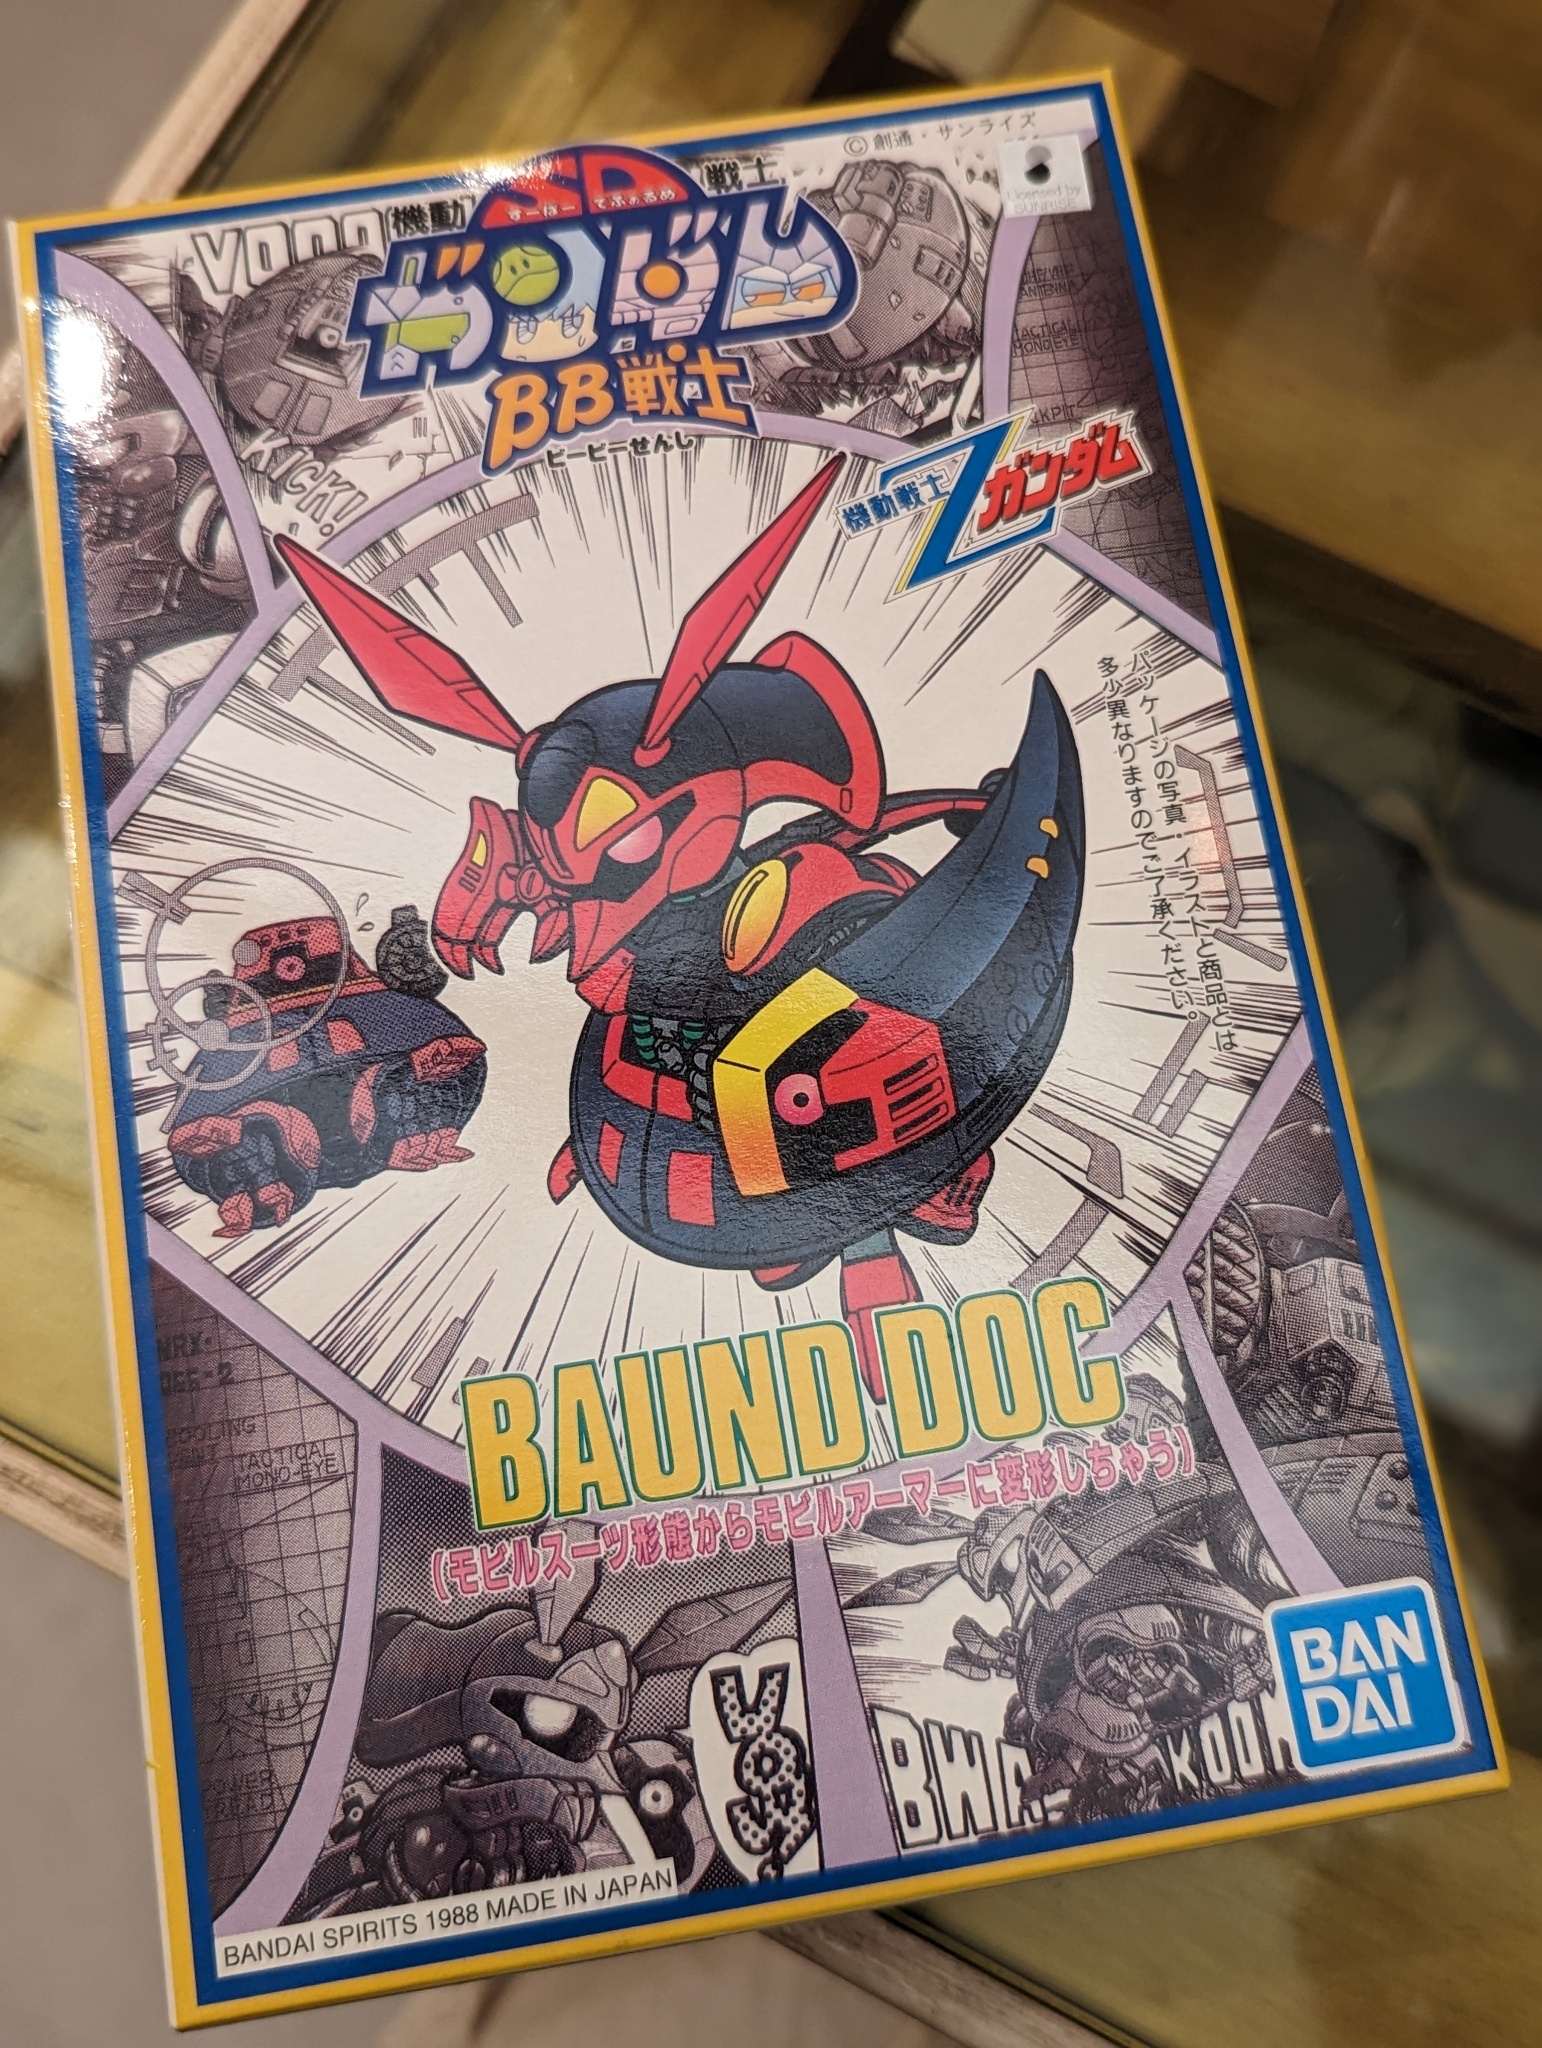 © 創通・サンライズ
Licensed by
SUNRISE
VOOO
機動
SD
戦士
すーぱー でふぉるめ
ガンダム
BB戦士
ビービーせんし
KICK!
機動戦士
Z
ガンダム
UHF/VHF
ANTENNA
TACTICAL
MONO-EYE
パッケージの写真・イラストと商品とは
多少異なりますのでご了承ください。
BAUND DOC
(モビルスーツ形態からモビルアーマーに変形しちゃう)
TACTICAL
MONO-EYE
BWA
KOOM
BAN
DAI
BANDAI SPIRITS 1988 MADE IN JAPAN